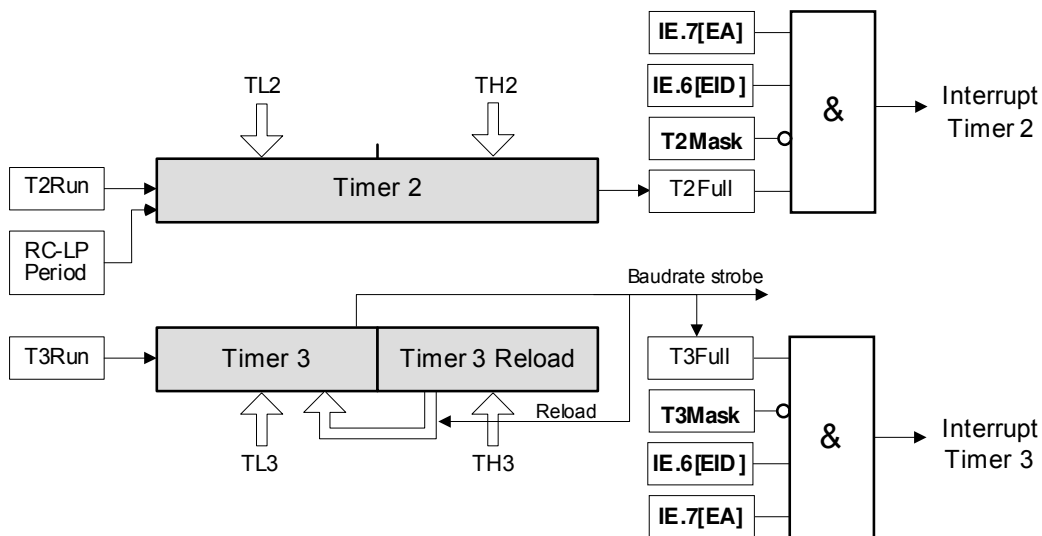 IE.7[EA]
TL2
TH2
IE.6[EID]
&
Interrupt
Timer 2
T2Mask
T2Run
Timer 2
T2Full
RC-LP
Period
Baudrate strobe
T3Run
Timer 3
Timer 3 Reload
T3Full
Reload
T3Mask
&
Interrupt
Timer 3
TL3
TH3
IE.6[EID]
IE.7[EA]